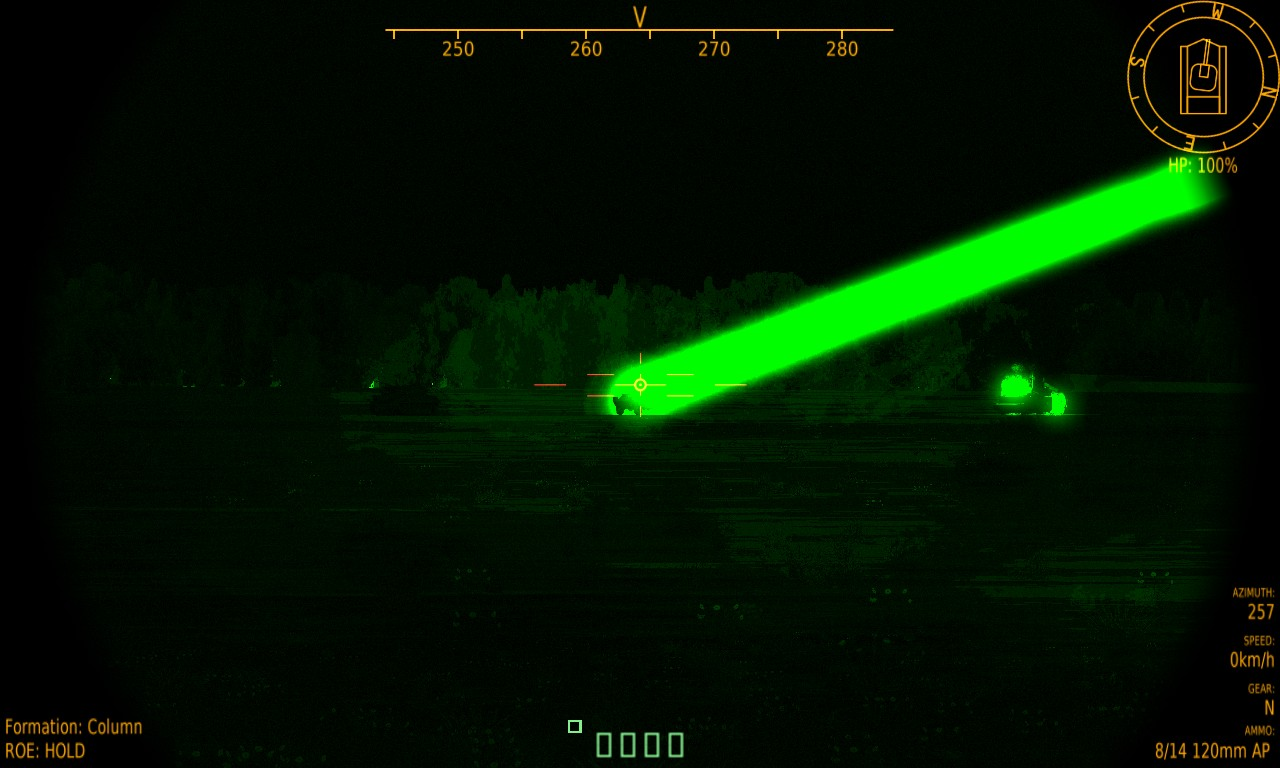 V
250 260 270 280
W
S
N
E
HP: 100%
AZIMUTH:
257
SPEED:
0km/h
GEAR:
N
AMMO:
8/14 120mm AP
Formation: Column
ROE: HOLD